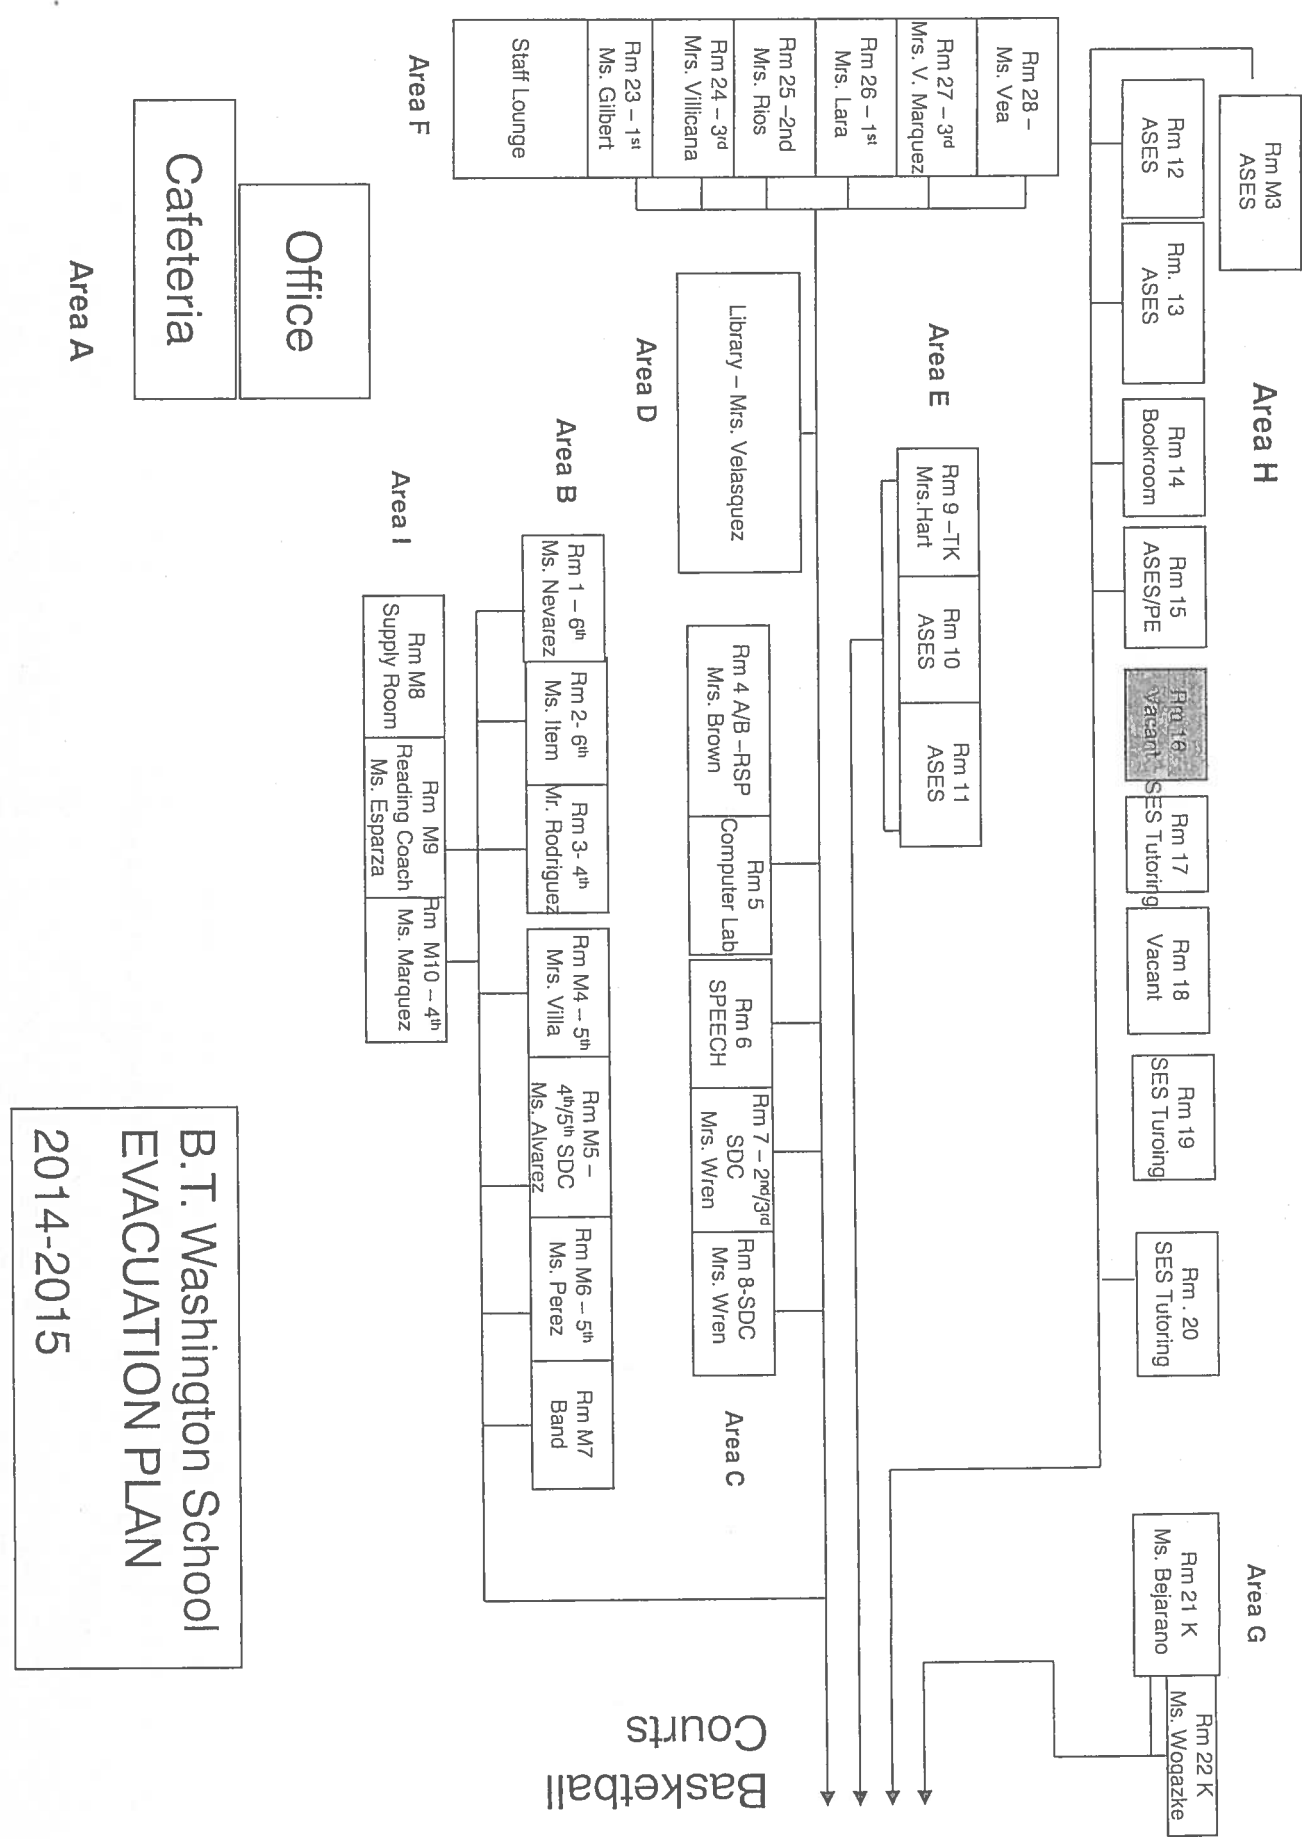 Rm M3
ASES
Area H
Area G
Rm 12
ASES
Rm. 13
ASES
Rm 14
Bookroom
Rm 15
ASES/PE
Rm 16
Vacant
Rm 17
SES Tutoring
Rm 18
Vacant
Rm 19
SES Turoing
Rm . 20
SES Tutoring
Rm 21 K
Ms. Bejarano
Rm 22 K
Ms. Wogazke
Rm 28 –
Ms. Vea
Rm 27 – 3rd
Mrs. V. Marquez
Rm 26 – 1st
Mrs. Lara
Rm 25 –2nd
Mrs. Rios
Rm 24 – 3rd
Mrs. Villicana
Rm 23 – 1st
Ms. Gilbert
Staff Lounge
Area F
Area E
Rm 9 –TK
Mrs.Hart
Rm 10
ASES
Rm 11
ASES
Library – Mrs. Velasquez
Area D
Rm 4 A/B –RSP
Mrs. Brown
Rm 5
Computer Lab
Rm 6
SPEECH
Rm 7 – 2nd/3rd
SDC
Mrs. Wren
Rm 8-SDC
Mrs. Wren
Area C
Basketball
Courts
Area B
Rm 1 – 6th
Ms. Nevarez
Rm 2- 6th
Ms. Item
Rm 3- 4th
Mr. Rodriguez
Rm M4 – 5th
Mrs. Villa
Rm M5 –
4th/5th SDC
Ms. Alvarez
Rm M6 – 5th
Ms. Perez
Rm M7
Band
Area I
Rm M8
Supply Room
Rm M9
Reading Coach
Ms. Esparza
Rm M10 – 4th
Ms. Marquez
Office
Cafeteria
Area A
B.T. Washington School
EVACUATION PLAN
2014-2015